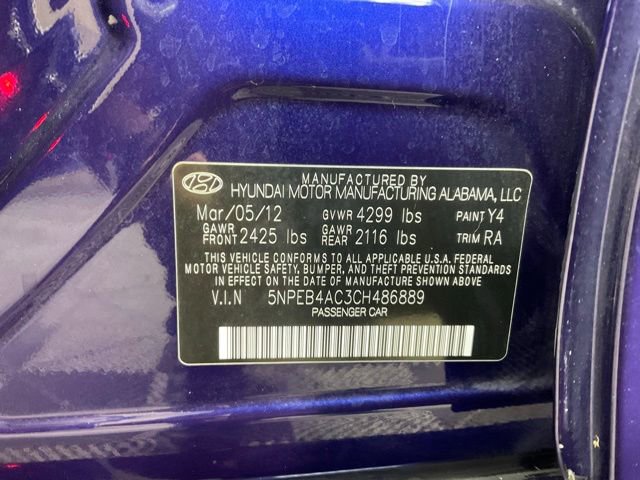 MANUFACTURED BY
HYUNDAI MOTOR MANUFACTURING ALABAMA, LLC
Mar/05/12 GVWR 4299 lbs PAINT Y4
GAWR FRONT 2425 lbs GAWR REAR 2116 lbs TRIM RA
THIS VEHICLE CONFORMS TO ALL APPLICABLE U.S.A. FEDERAL
MOTOR VEHICLE SAFETY, BUMPER, AND THEFT PREVENTION STANDARDS
IN EFFECT ON THE DATE OF MANUFACTURE SHOWN ABOVE.
V.I.N 5NPEB4AC3CH486889
PASSENGER CAR